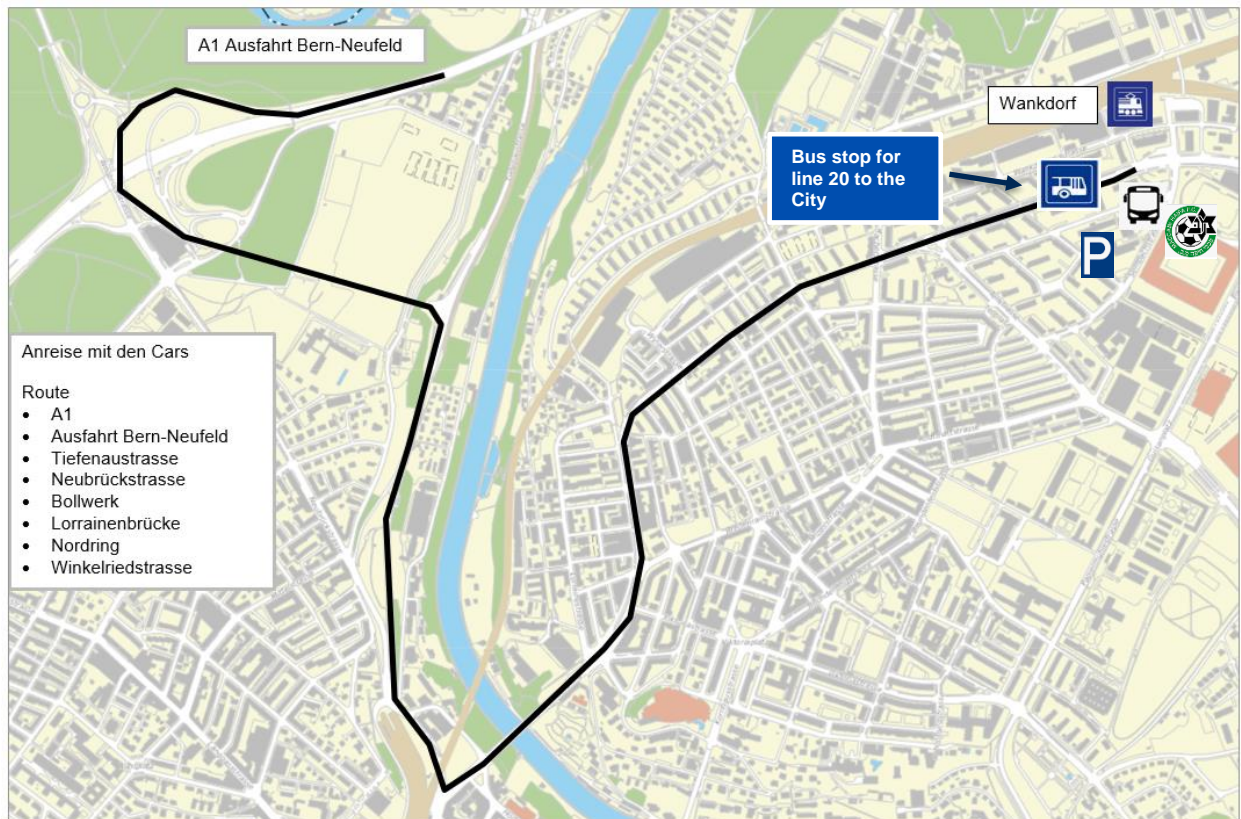 A1 Ausfahrt Bern-Neufeld
Wankdorf
Bus stop for
line 20 to the
City
P
Anreise mit den Cars
Route
• A1
• Ausfahrt Bern-Neufeld
• Tiefenaustrasse
• Neubrückstrasse
• Bollwerk
• Lorrainenbrücke
• Nordring
• Winkelriedstrasse